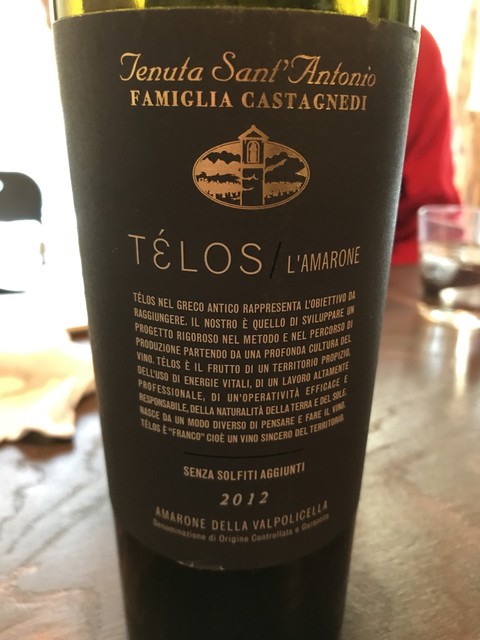 Tenuta Sant'Antonio
FAMIGLIA CASTAGNEDI
TÉLOS / L'AMARONE
TÉLOS NEL GRECO ANTICO RAPPRESENTA L'OBIETTIVO DA
RAGGIUNGERE. IL NOSTRO È QUELLO DI SVILUPPARE UN
PROGETTO RIGOROSO NEL METODO E NEL PERCORSO DI
PRODUZIONE PARTENDO DA UNA PROFONDA CULTURA DEL
VINO. TÉLOS È IL FRUTTO DI UN TERRITORIO PROPIZIO,
DELL'USO DI ENERGIE VITALI, DI UN LAVORO ALTAMENTE
PROFESSIONALE, DI UN'OPERATIVITÀ EFFICACE E
RESPONSABILE, DELLA NATURALITÀ DELLA TERRA E DEL SOLE.
NASCE DA UN MODO DIVERSO DI PENSARE E FARE IL VINO.
TÉLOS È "FRANCO" CIOÈ UN VINO SINCERO DEL TERRITORIO.
SENZA SOLFITI AGGIUNTI
2012
AMARONE DELLA VALPOLICELLA
Denominazione di Origine Controllata e Garantita